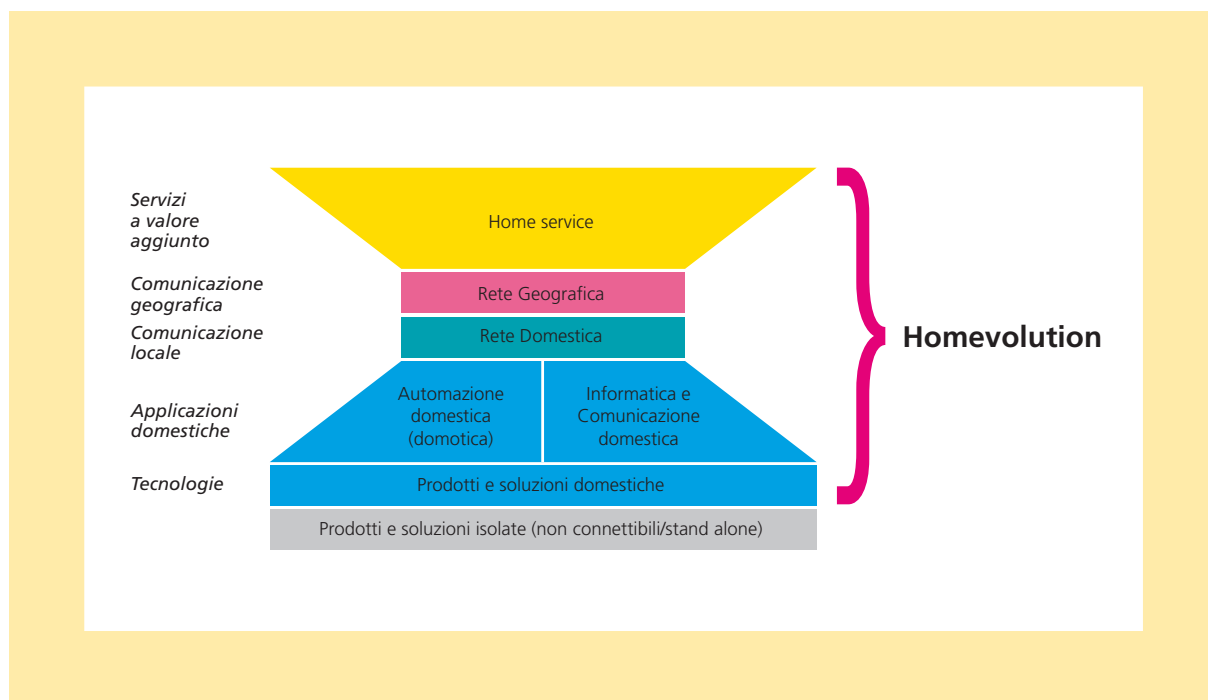 Servizi
a valore
aggiunto
Home service
Comunicazione
geografica
Rete Geografica
Comunicazione
locale
Rete Domestica
Applicazioni
domestiche
Automazione
domestica
(domotica)
Informatica e
Comunicazione
domestica
Tecnologie
Prodotti e soluzioni domestiche
Prodotti e soluzioni isolate (non connettibili/stand alone)
Homevolution